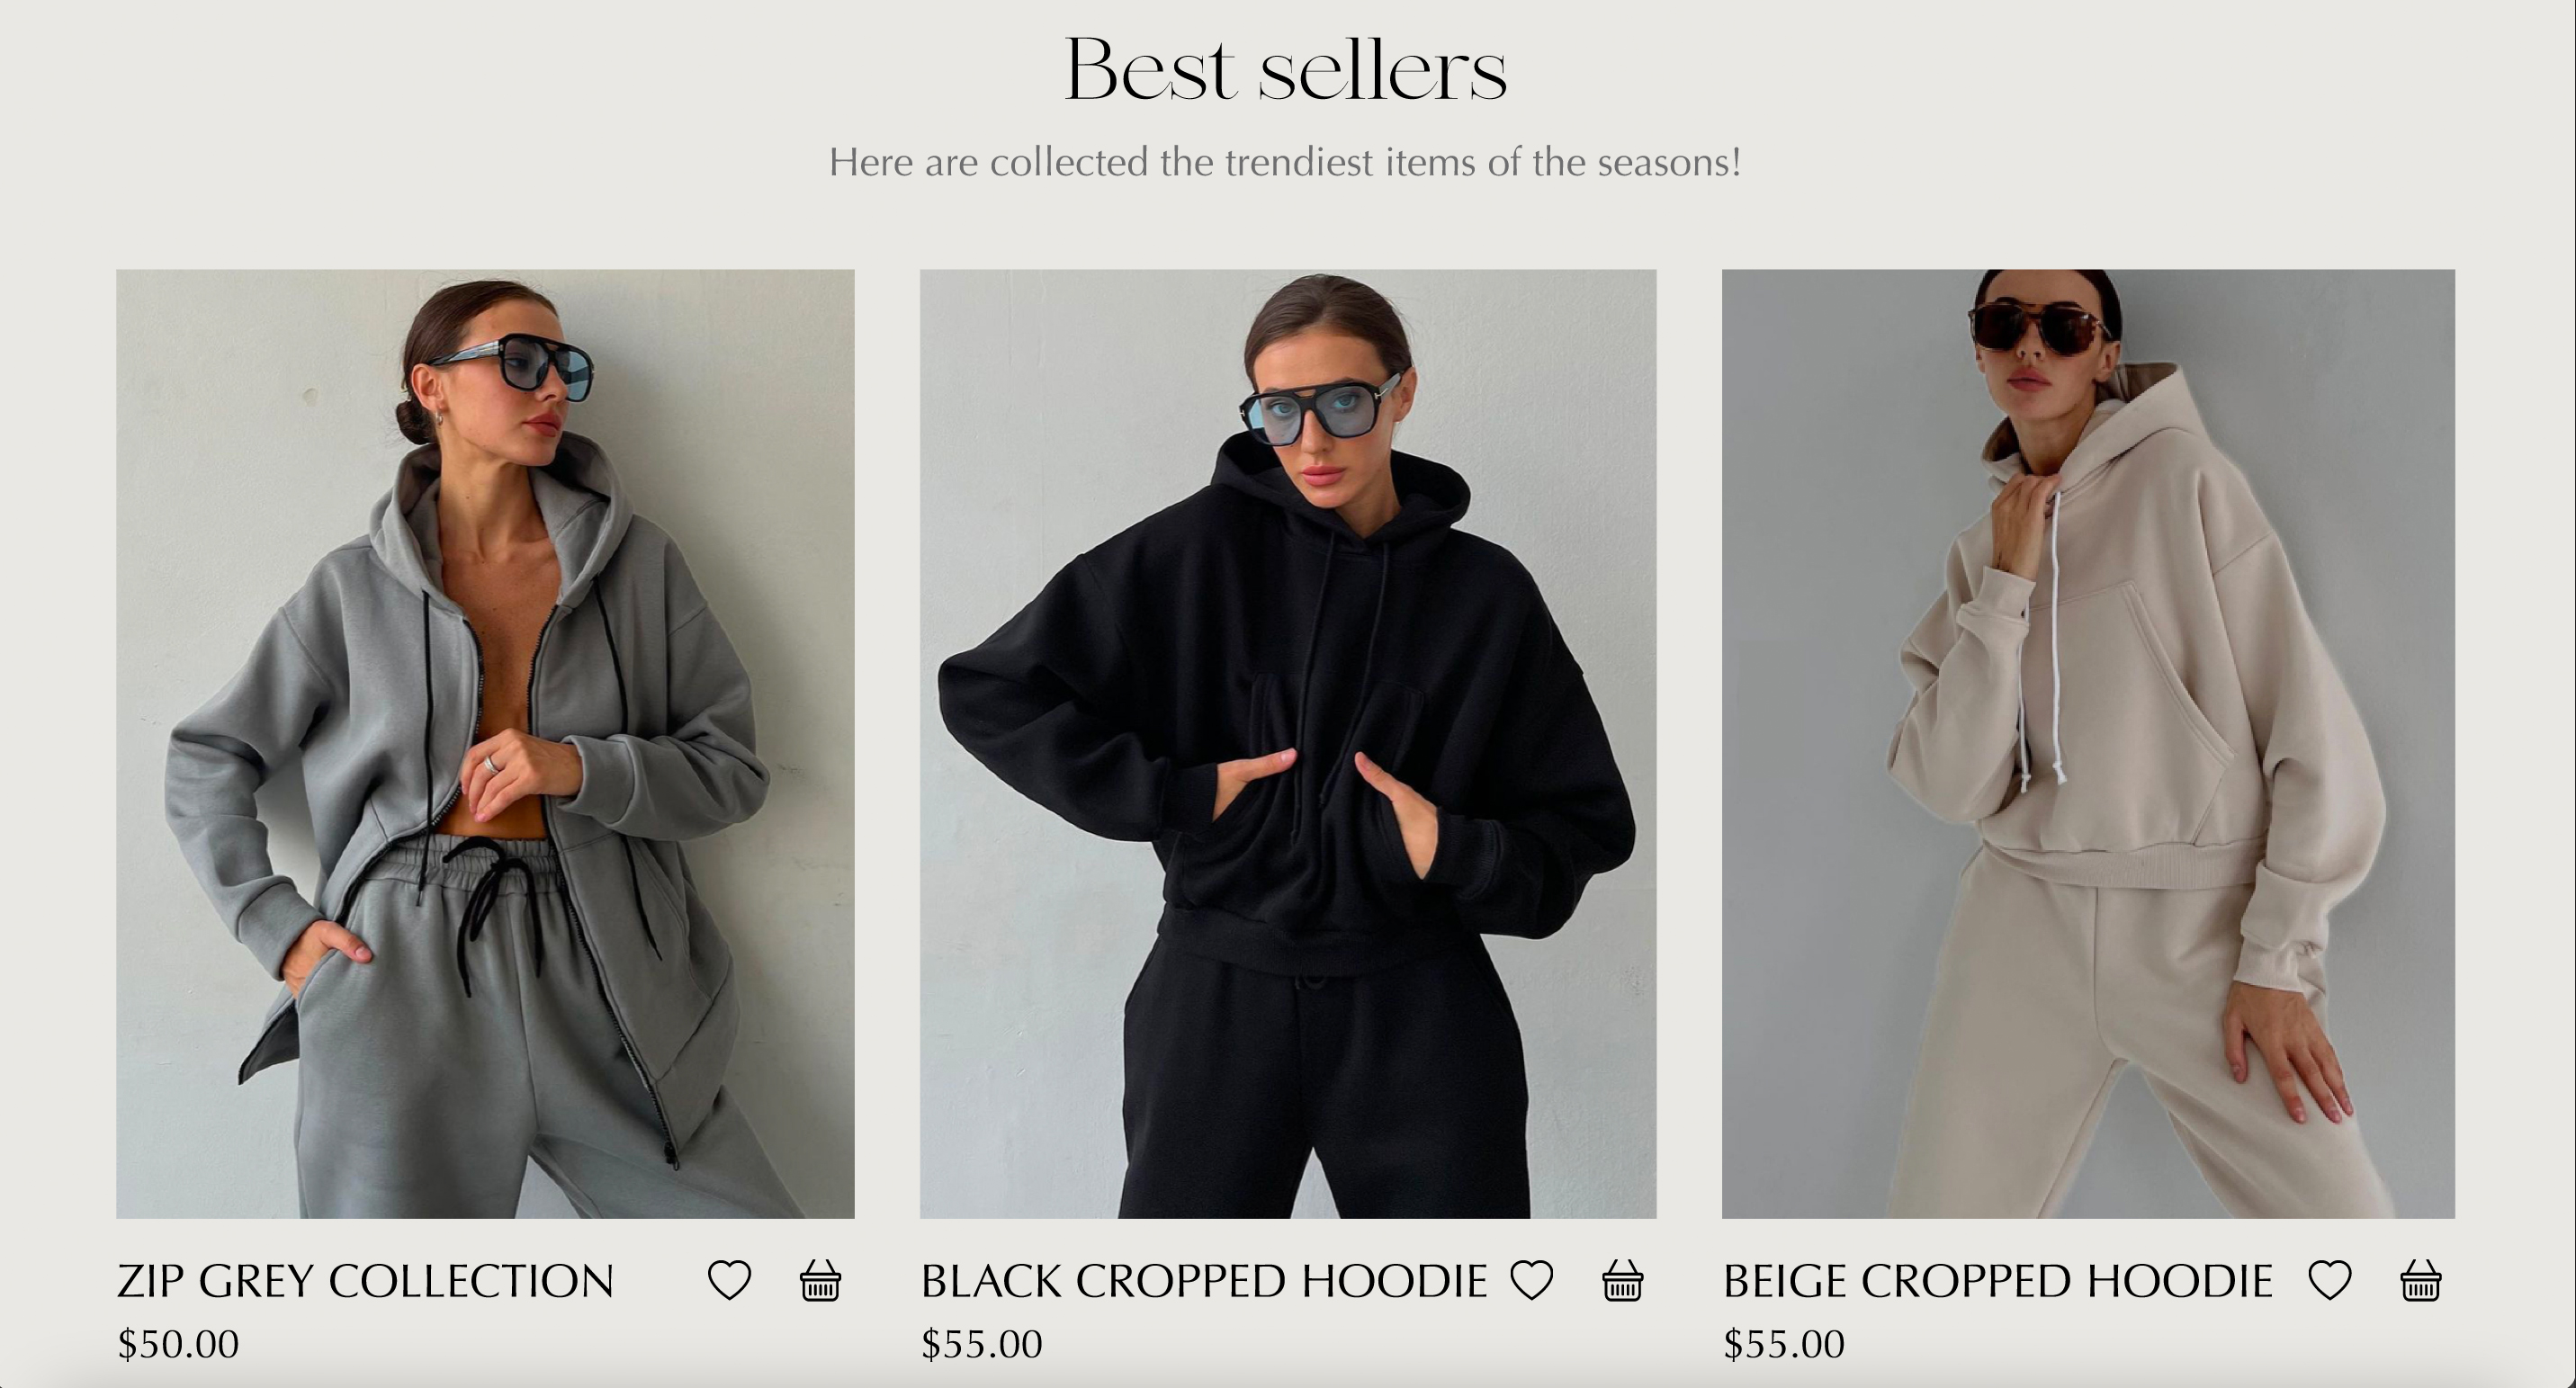 Best sellers
Here are collected the trendiest items of the seasons!
ZIP GREY COLLECTION
$50.00
BLACK CROPPED HOODIE
$55.00
BEIGE CROPPED HOODIE
$55.00